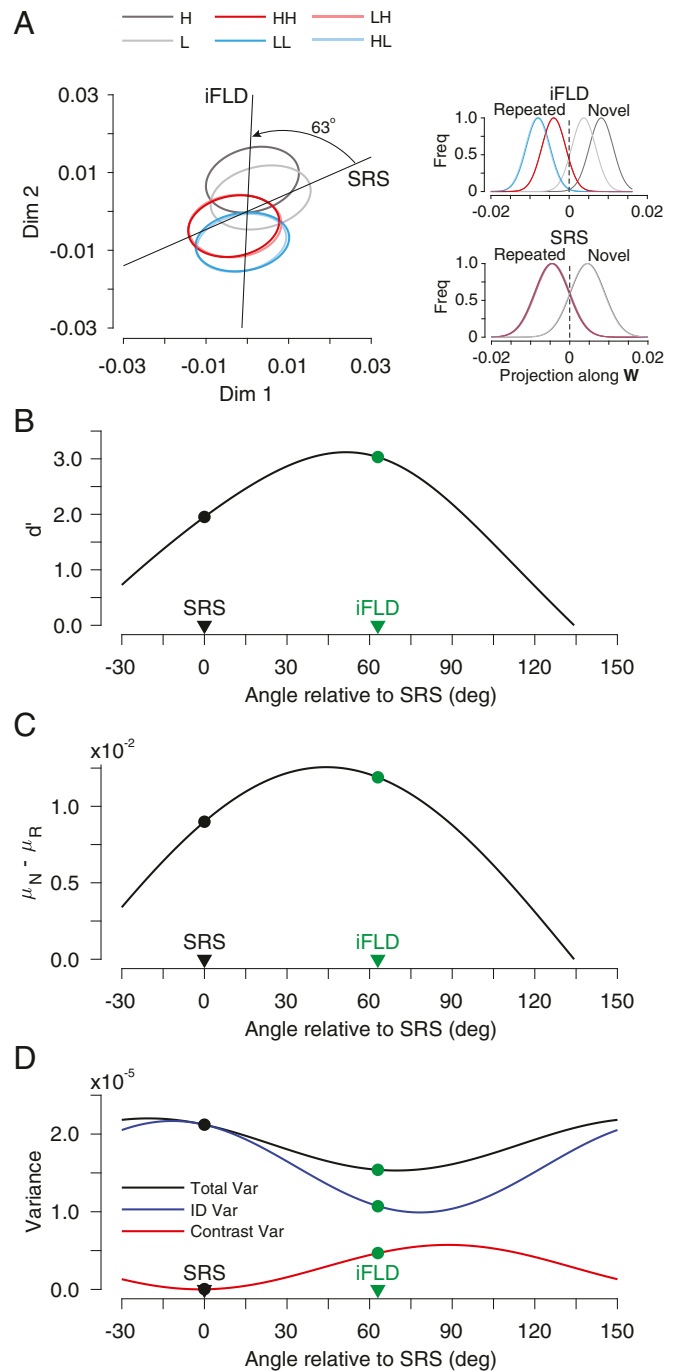 A
H HH LH
L LL HL
0.03
0.01
-0.01
-0.03
Dim 2
iFLD
63°
SRS
-0.03 -0.01 0.01 0.03
Dim 1
iFLD
Repeated Novel
1.0
0.5
0
Freq
-0.02 0 0.02
SRS
Repeated Novel
1.0
0.5
0
Freq
-0.02 0 0.02
Projection along W
B
3.0
2.0
1.0
0.0
d'
SRS iFLD
-30 0 30 60 90 120 150
Angle relative to SRS (deg)
C
x10-2
1.0
0.5
0.0
μN - μR
SRS iFLD
-30 0 30 60 90 120 150
Angle relative to SRS (deg)
D
x10-5
2.0
1.0
0.0
Variance
Total Var
ID Var
Contrast Var
SRS iFLD
-30 0 30 60 90 120 150
Angle relative to SRS (deg)